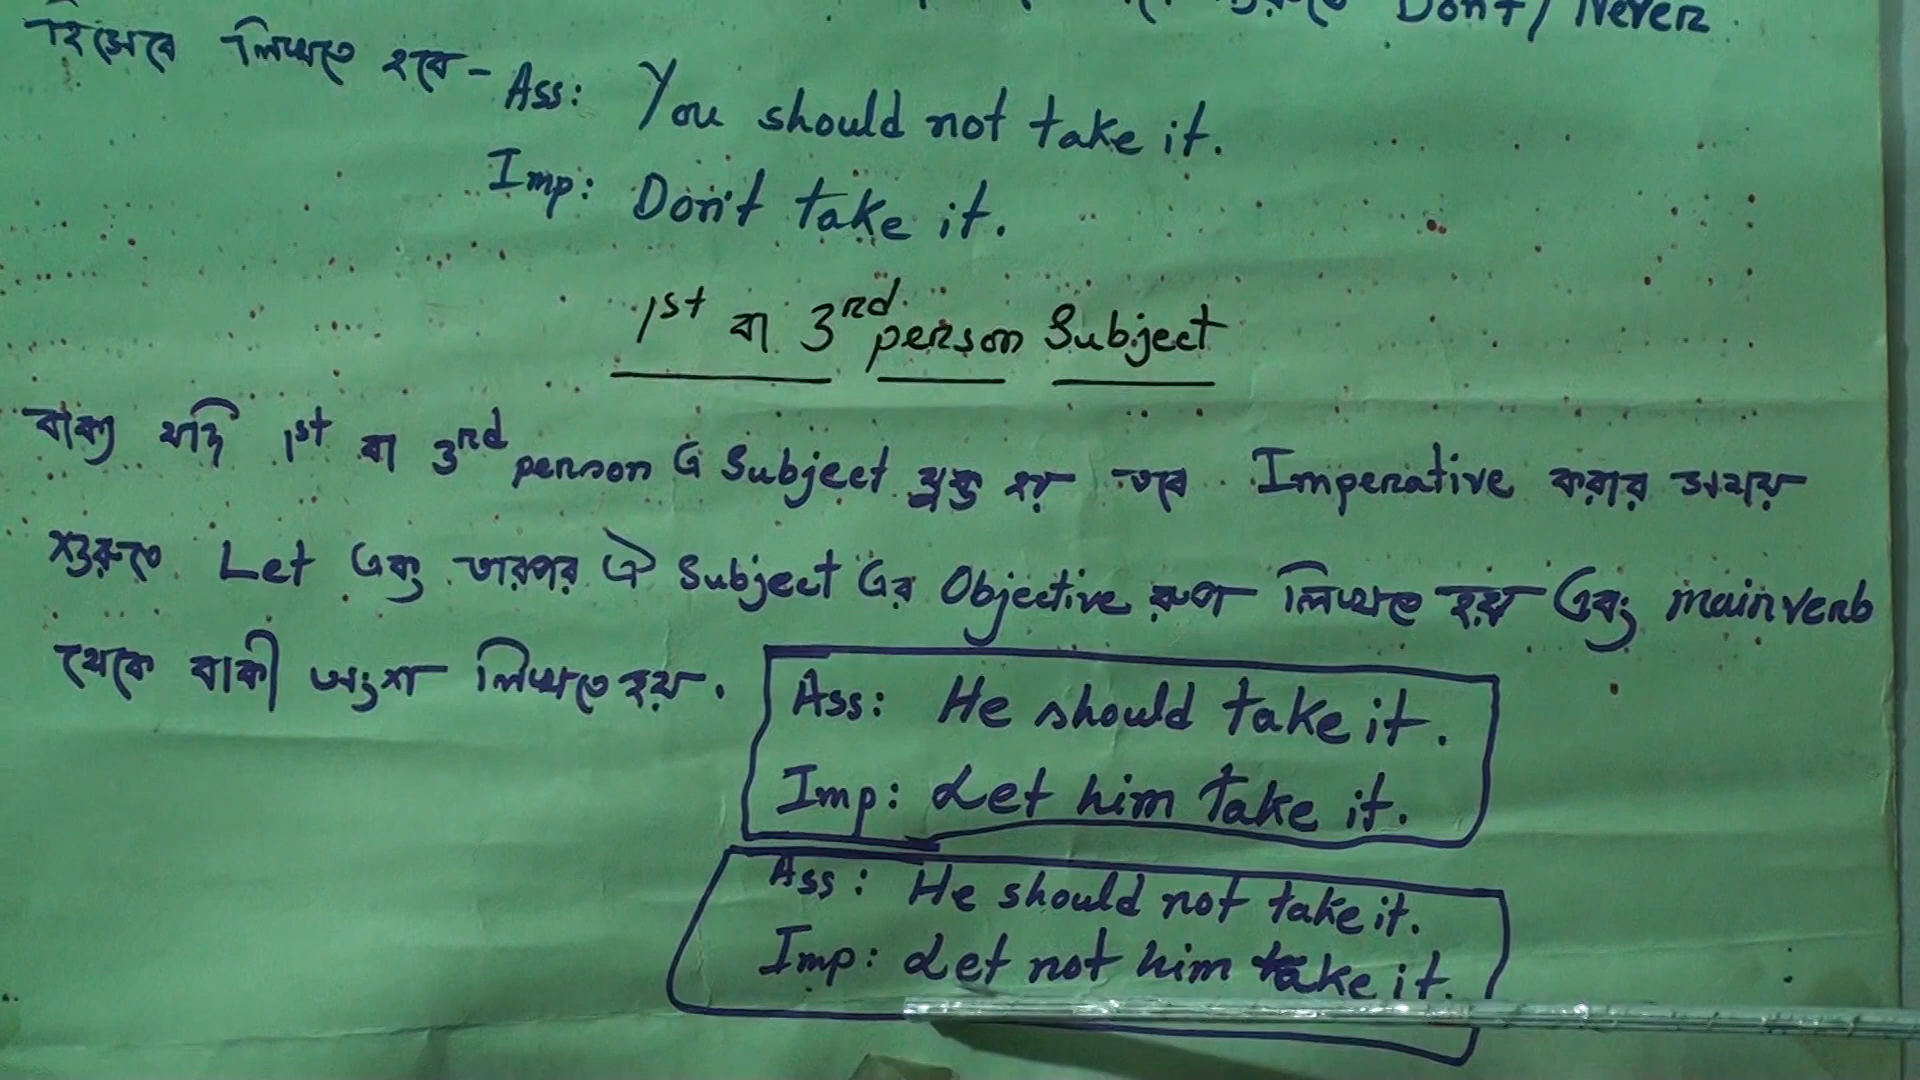 Don't/Never
হিসেবে লিখতে হবে- Ass: You should not take it.
Imp: Don't take it.
1st বা 3rd person Subject
বাক্য যদি 1st বা 3rd person এ Subject যুক্ত হয় তবে Imperative করার সময়
শুরুতে Let এবং তারপর ঐ Subject এর Objective রুপ লিখতে হয় এবং main verb
থেকে বাকী অংশ লিখতে হয়.
Ass: He should take it.
Imp: Let him take it.
Ass: He should not take it.
Imp: Let not him take it.